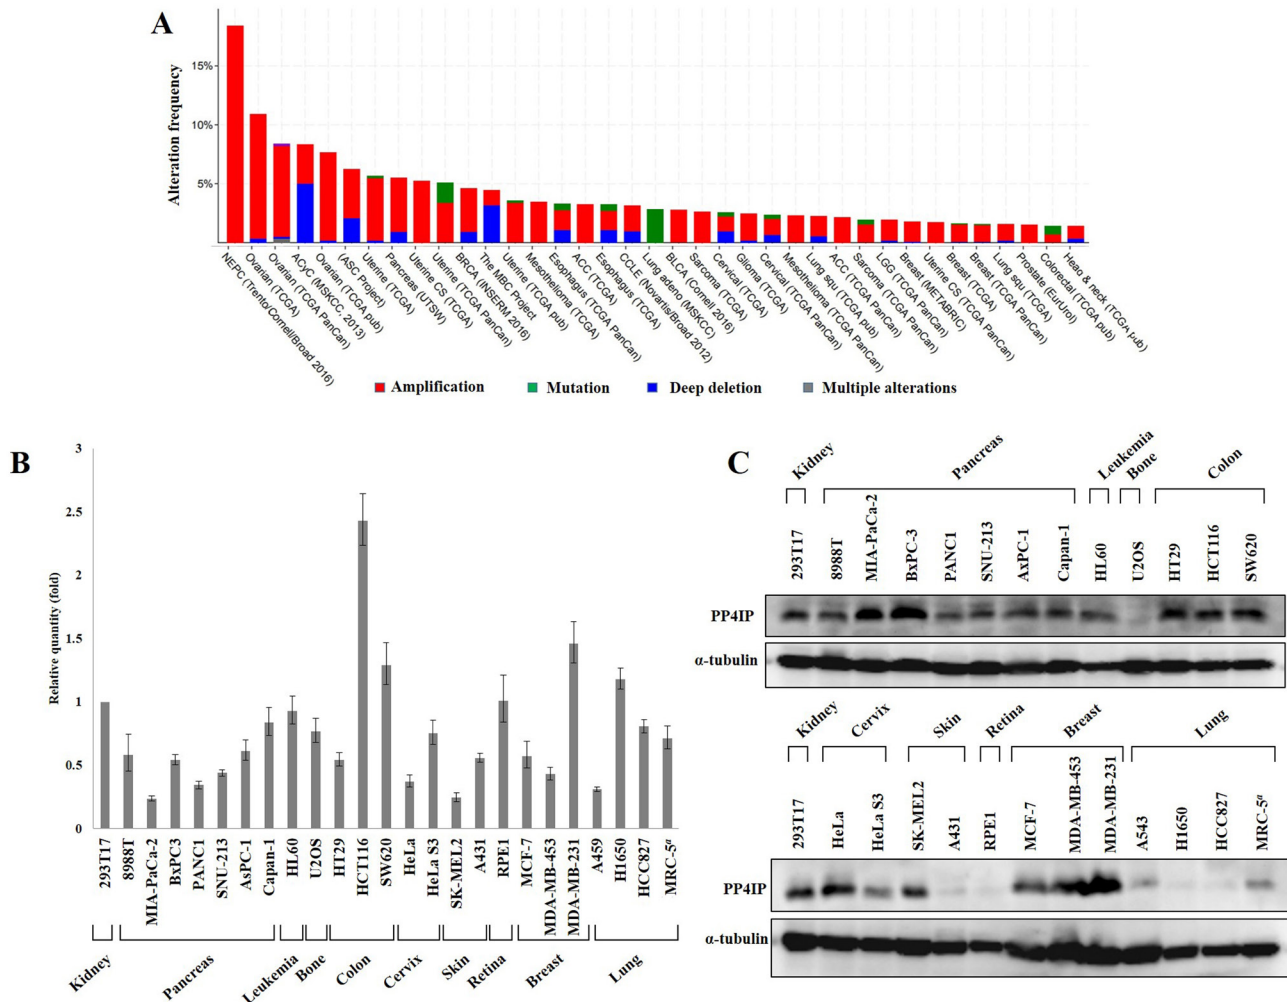 A
Alteration frequency
15%
10%
5%
NEPC (Trento/Cornell/Broad 2016)
Ovarian (TCGA)
Ovarian (TCGA PanCan)
ACyC (MSKCC, 2013)
Ovarian (TCGA pub)
(ASC Project)
Uterine (TCGA)
Pancreas (UTSW)
Uterine CS (TCGA)
Uterine (TCGA PanCan)
BRCA (INSERM 2016)
The MBC Project
Uterine (TCGA pub)
Mesothelioma (TCGA)
Esophagus (TCGA PanCan)
ACC (TCGA)
Esophagus (TCGA)
CCLE (Novartis/Broad 2012)
Lung adeno (MSKCC)
BLCA (Cornell 2016)
Sarcoma (TCGA)
Cervical (TCGA)
Glioma (TCGA PanCan)
Cervical (TCGA PanCan)
Mesothelioma (TCGA PanCan)
Lung squ (TCGA pub)
ACC (TCGA PanCan)
Sarcoma (TCGA PanCan)
LGG (TCGA PanCan)
Breast (METABRIC)
Uterine CS (TCGA PanCan)
Breast (TCGA)
Breast (TCGA PanCan)
Lung squ (TCGA)
Prostate (EurUrol)
Colorectal (TCGA pub)
Heao & neck (TCGA pub)
Amplification
Mutation
Deep deletion
Multiple alterations
B
Relative quantity (fold)
3
2.5
2
1.5
1
0.5
0
293T17
8988T
MIA-PaCa-2
BxPC3
PANC1
SNU-213
AsPC-1
Capan-1
HL60
U2OS
HT29
HCT116
SW620
HeLa
HeLa S3
SK-MEL2
A431
RPE1
MCF-7
MDA-MB-453
MDA-MB-231
A459
H1650
HCC827
MRC-5ᵃ
Kidney
Pancreas
Leukemia
Bone
Colon
Cervix
Skin
Retina
Breast
Lung
C
Kidney
Pancreas
Leukemia
Bone
Colon
293T17
8988T
MIA-PaCa-2
BxPC-3
PANC1
SNU-213
AxPC-1
Capan-1
HL60
U2OS
HT29
HCT116
SW620
PP4IP
α-tubulin
Kidney
Cervix
Skin
Retina
Breast
Lung
293T17
HeLa
HeLa S3
SK-MEL2
A431
RPE1
MCF-7
MDA-MB-453
MDA-MB-231
A543
H1650
HCC827
MRC-5ᵃ
PP4IP
α-tubulin